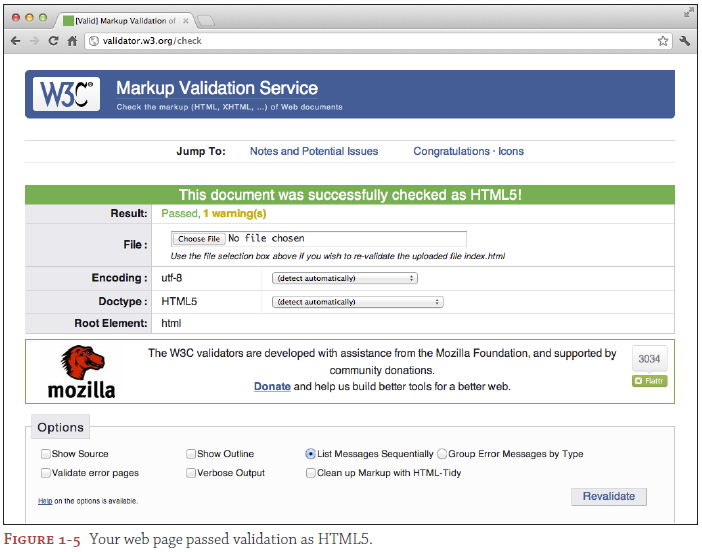 [Valid] Markup Validation of
validator.w3.org/check
W3C® Markup Validation Service
Check the markup (HTML, XHTML, ...) of Web documents
Jump To: Notes and Potential Issues Congratulations · Icons
This document was successfully checked as HTML5!
Result: Passed, 1 warning(s)
File : Choose File No file chosen
Use the file selection box above if you wish to re-validate the uploaded file index.html
Encoding : utf-8 (detect automatically)
Doctype : HTML5 (detect automatically)
Root Element: html
The W3C validators are developed with assistance from the Mozilla Foundation, and supported by
community donations.
Donate and help us build better tools for a better web.
mozilla
3034
Flattr
Options
Show Source Show Outline List Messages Sequentially Group Error Messages by Type
Validate error pages Verbose Output Clean up Markup with HTML-Tidy
Help on the options is available.
Revalidate
FIGURE 1-5 Your web page passed validation as HTML5.